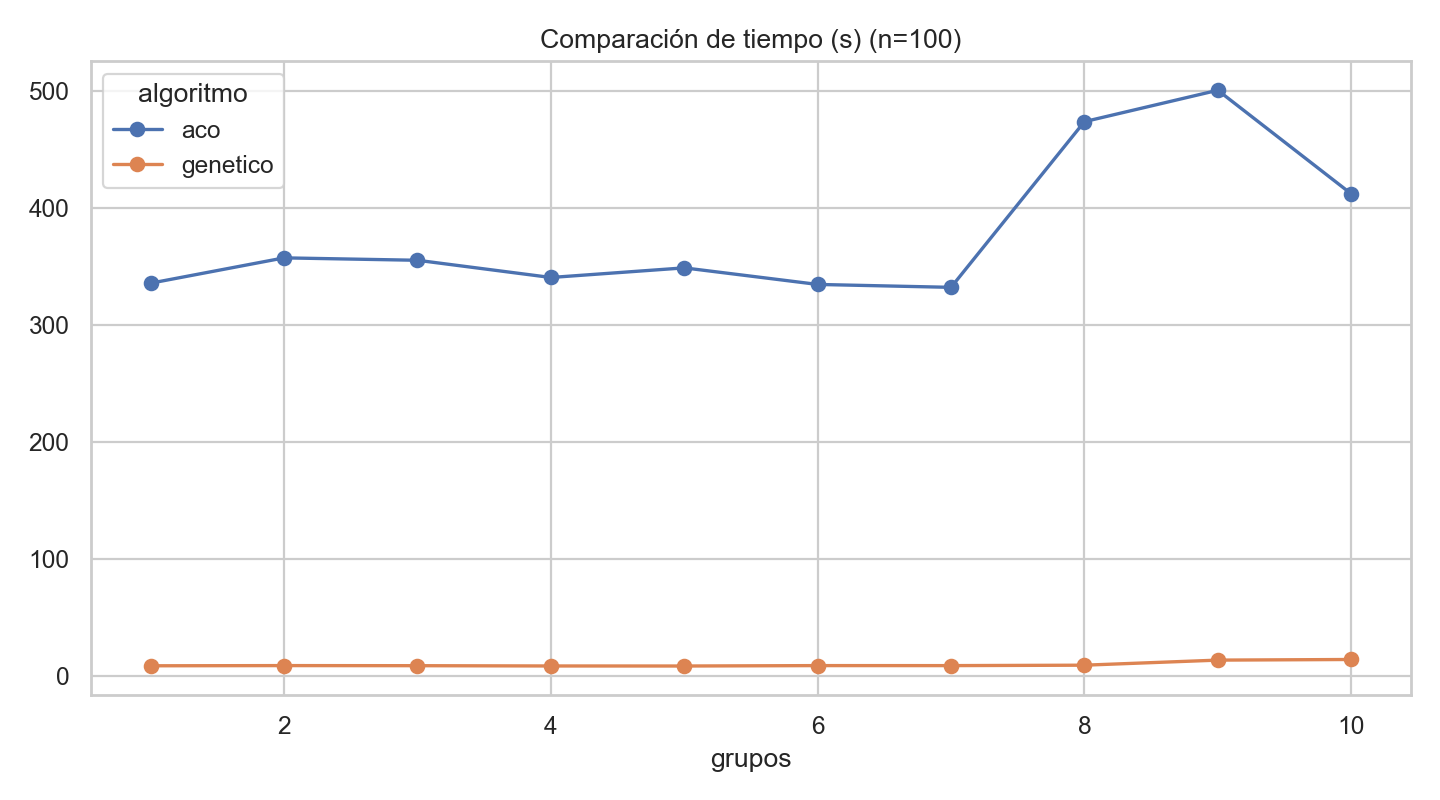 Comparación de tiempo (s) (n=100)
algoritmo
aco
genetico
500
400
300
200
100
0
2 4 6 8 10
grupos